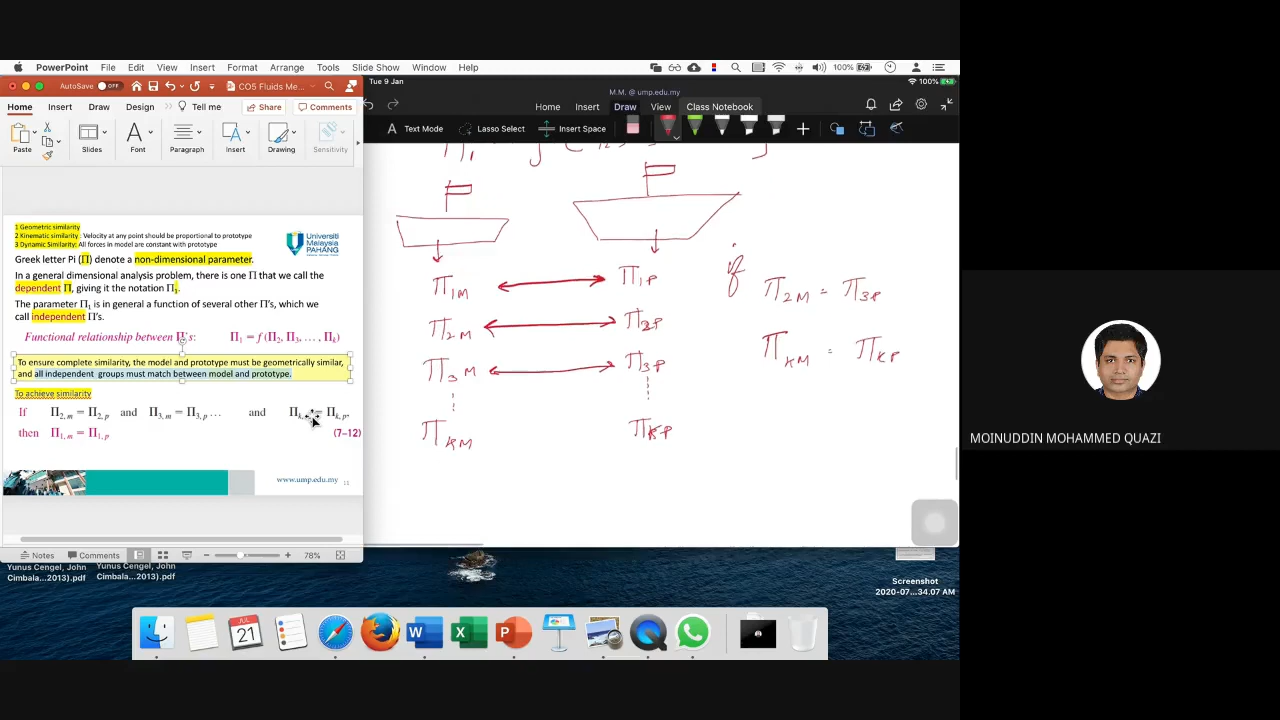 PowerPoint File Edit View Insert Format Arrange Tools Slide Show Window Help 100%
AutoSave OFF CO5 Fluids Me...
Home Insert Draw Design Tell me Share Comments
Paste Slides Font Paragraph Insert Drawing Sensitivity
1 Geometric similarity
2 Kinematic similarity : Velocity at any point should be proportional to prototype
3 Dynamic Similarity: All forces in model are constant with prototype
Universiti
Malaysia
PAHANG
Greek letter Pi (Π) denote a non-dimensional parameter.
In a general dimensional analysis problem, there is one Π that we call the
dependent Π, giving it the notation Π1.
The parameter Π1 is in general a function of several other Π's, which we
call independent Π's.
Functional relationship between Π's: Π1 = f (Π2, Π3, . . . , Πk)
To ensure complete similarity, the model and prototype must be geometrically similar,
and all independent groups must match between model and prototype.
To achieve similarity
If Π2, m = Π2, p and Π3, m = Π3, p ... and Πk, m = Πk, p,
then Π1, m = Π1, p (7–12)
www.ump.edu.my 11
Notes Comments 78%
Tue 9 Jan 100%
M.M. @ ump.edu.my
Home Insert Draw View Class Notebook
Text Mode Lasso Select Insert Space
Π1M Π1P
Π2M Π2P
Π3M Π3P
ΠkM ΠkP
if Π2M = Π3P
ΠkM = ΠkP
Yunus Cengel, John
Cimbala...2013).pdf
Yunus Cengel, John
Cimbala...2013).pdf
Screenshot
2020-07...34.07 AM
JUL
21
MOINUDDIN MOHAMMED QUAZI